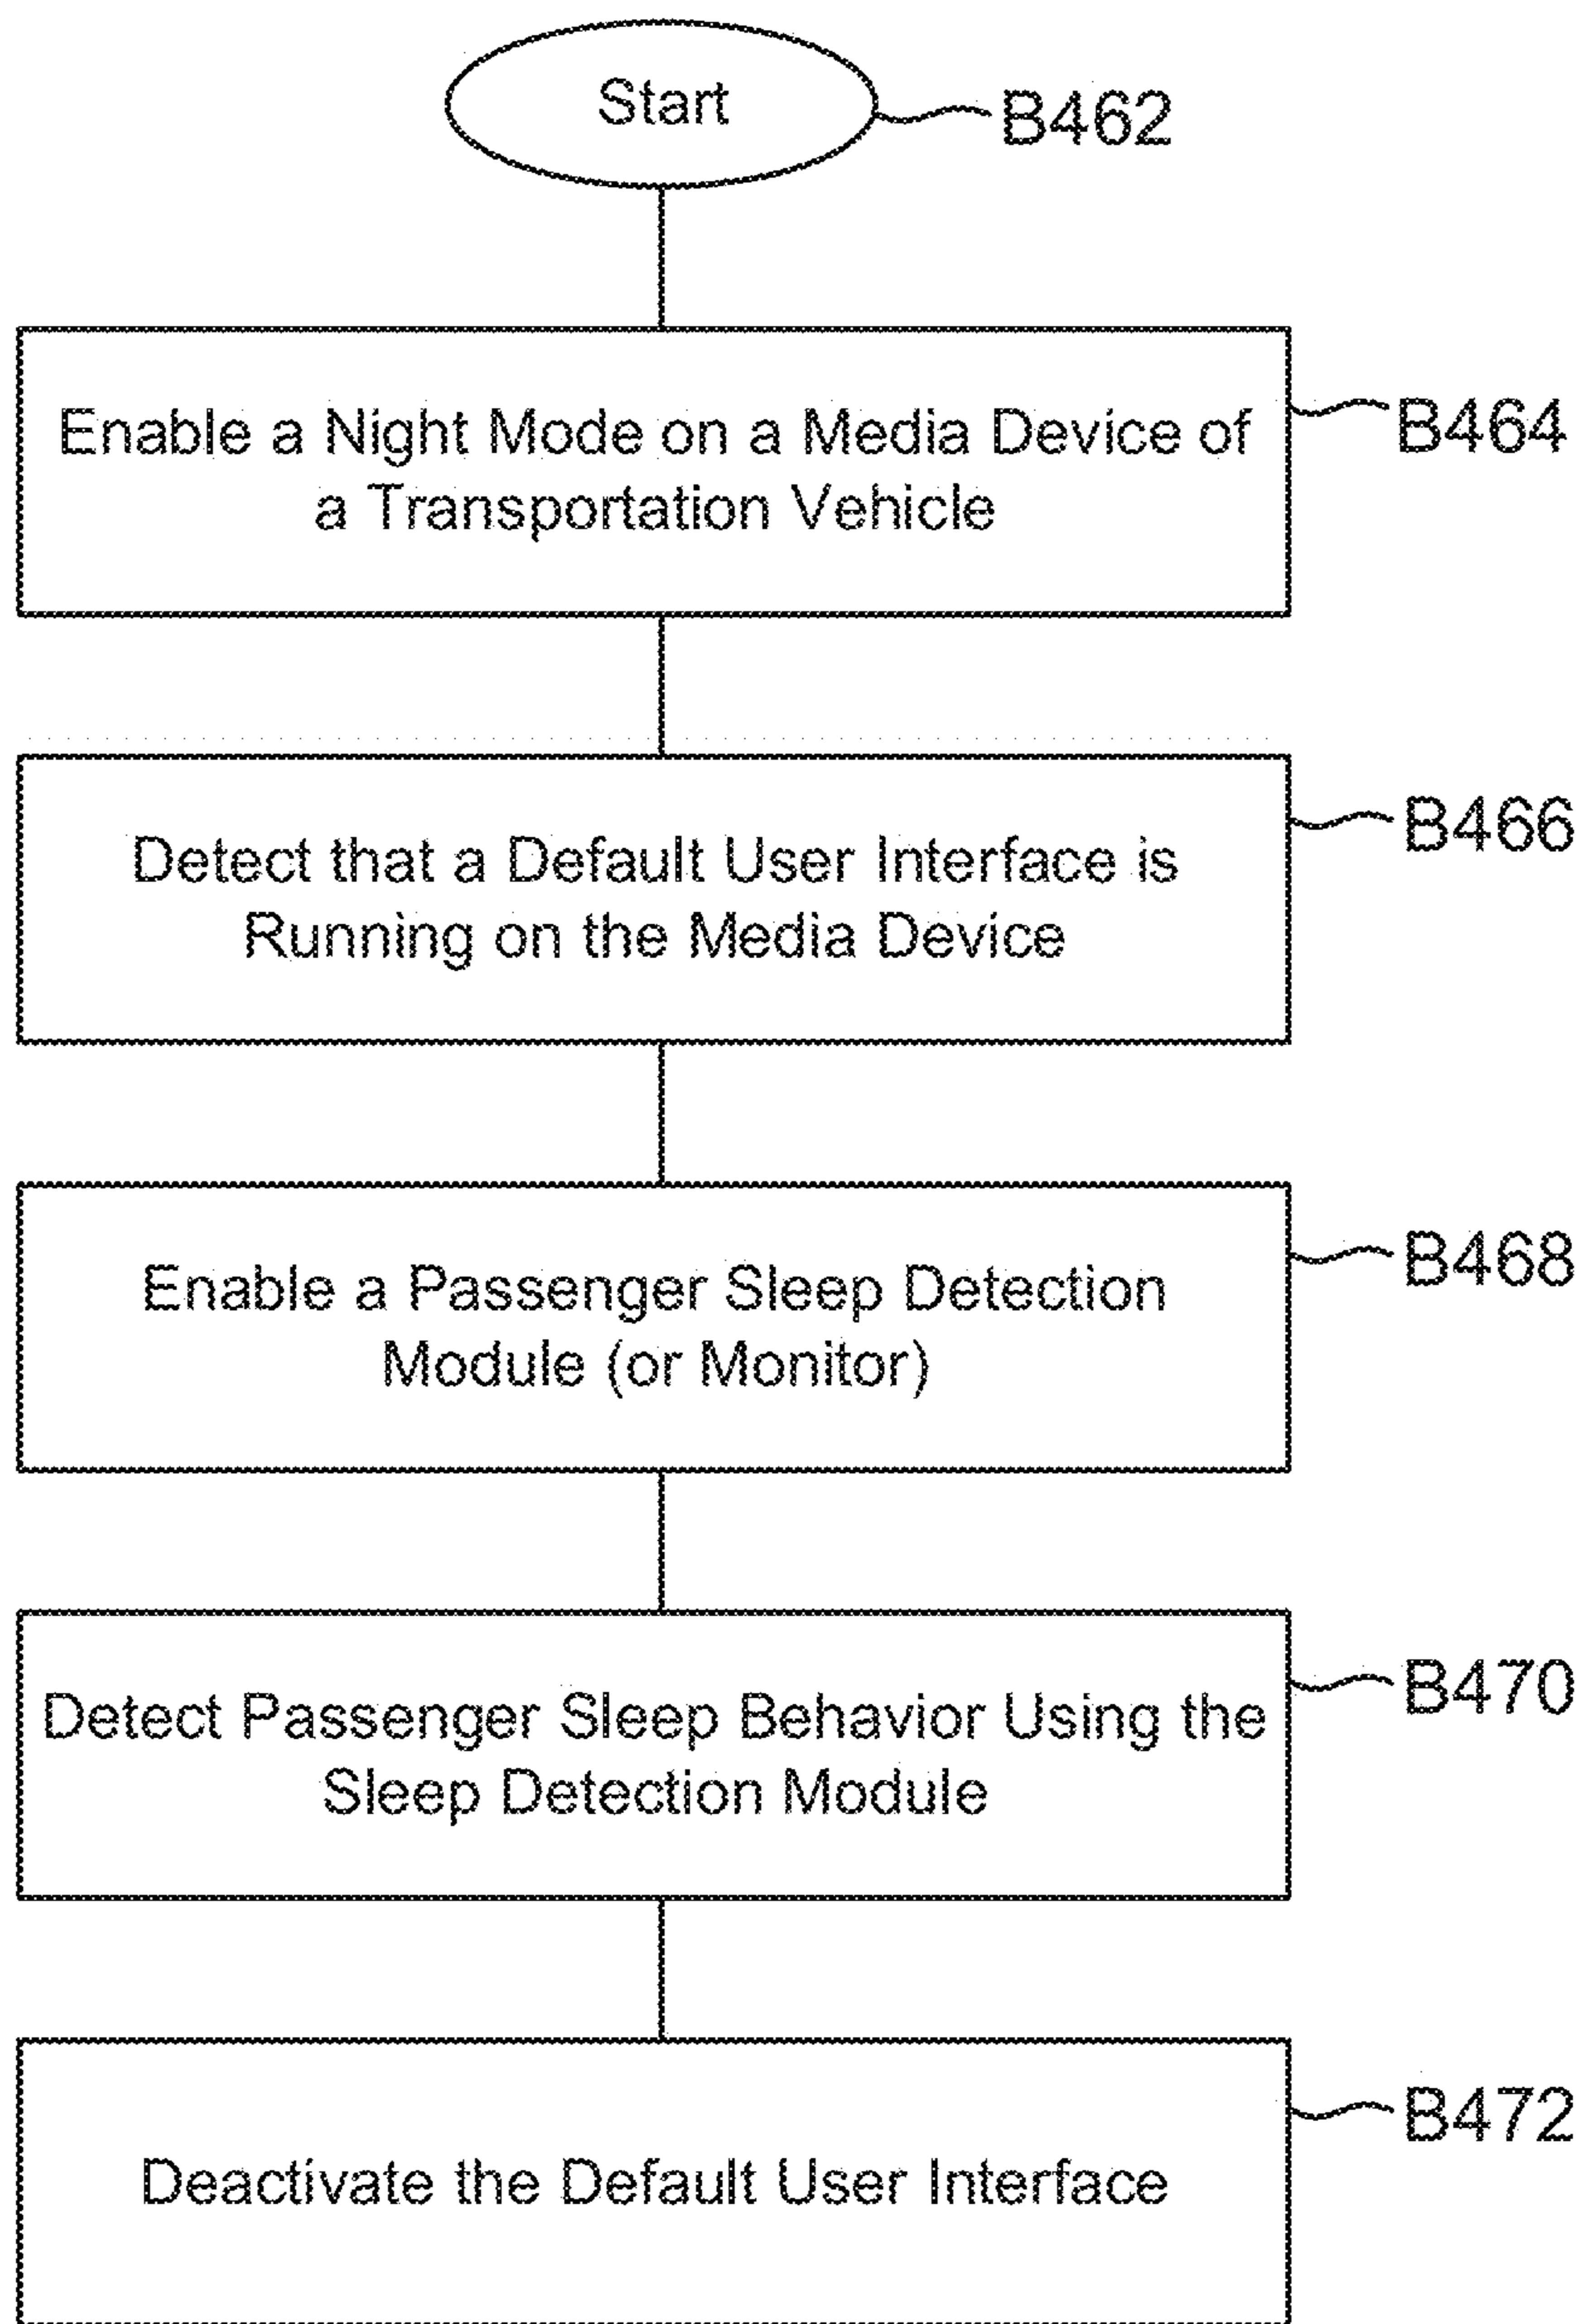 Start
B462
Enable a Night Mode on a Media Device of
a Transportation Vehicle
B464
Detect that a Default User Interface is
Running on the Media Device
B466
Enable a Passenger Sleep Detection
Module (or Monitor)
B468
Detect Passenger Sleep Behavior Using the
Sleep Detection Module
B470
Deactivate the Default User Interface
B472